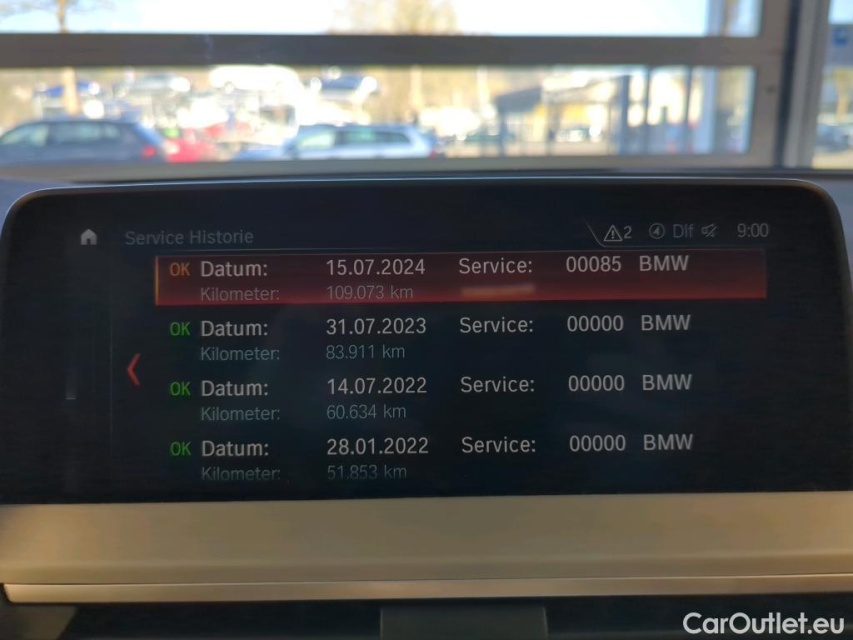 Service Historie 2 Dlf 9:00
OK Datum: 15.07.2024 Service: 00085 BMW
Kilometer: 109.073 km
OK Datum: 31.07.2023 Service: 00000 BMW
Kilometer: 83.911 km
OK Datum: 14.07.2022 Service: 00000 BMW
Kilometer: 60.634 km
OK Datum: 28.01.2022 Service: 00000 BMW
Kilometer: 51.853 km
CarOutlet.eu